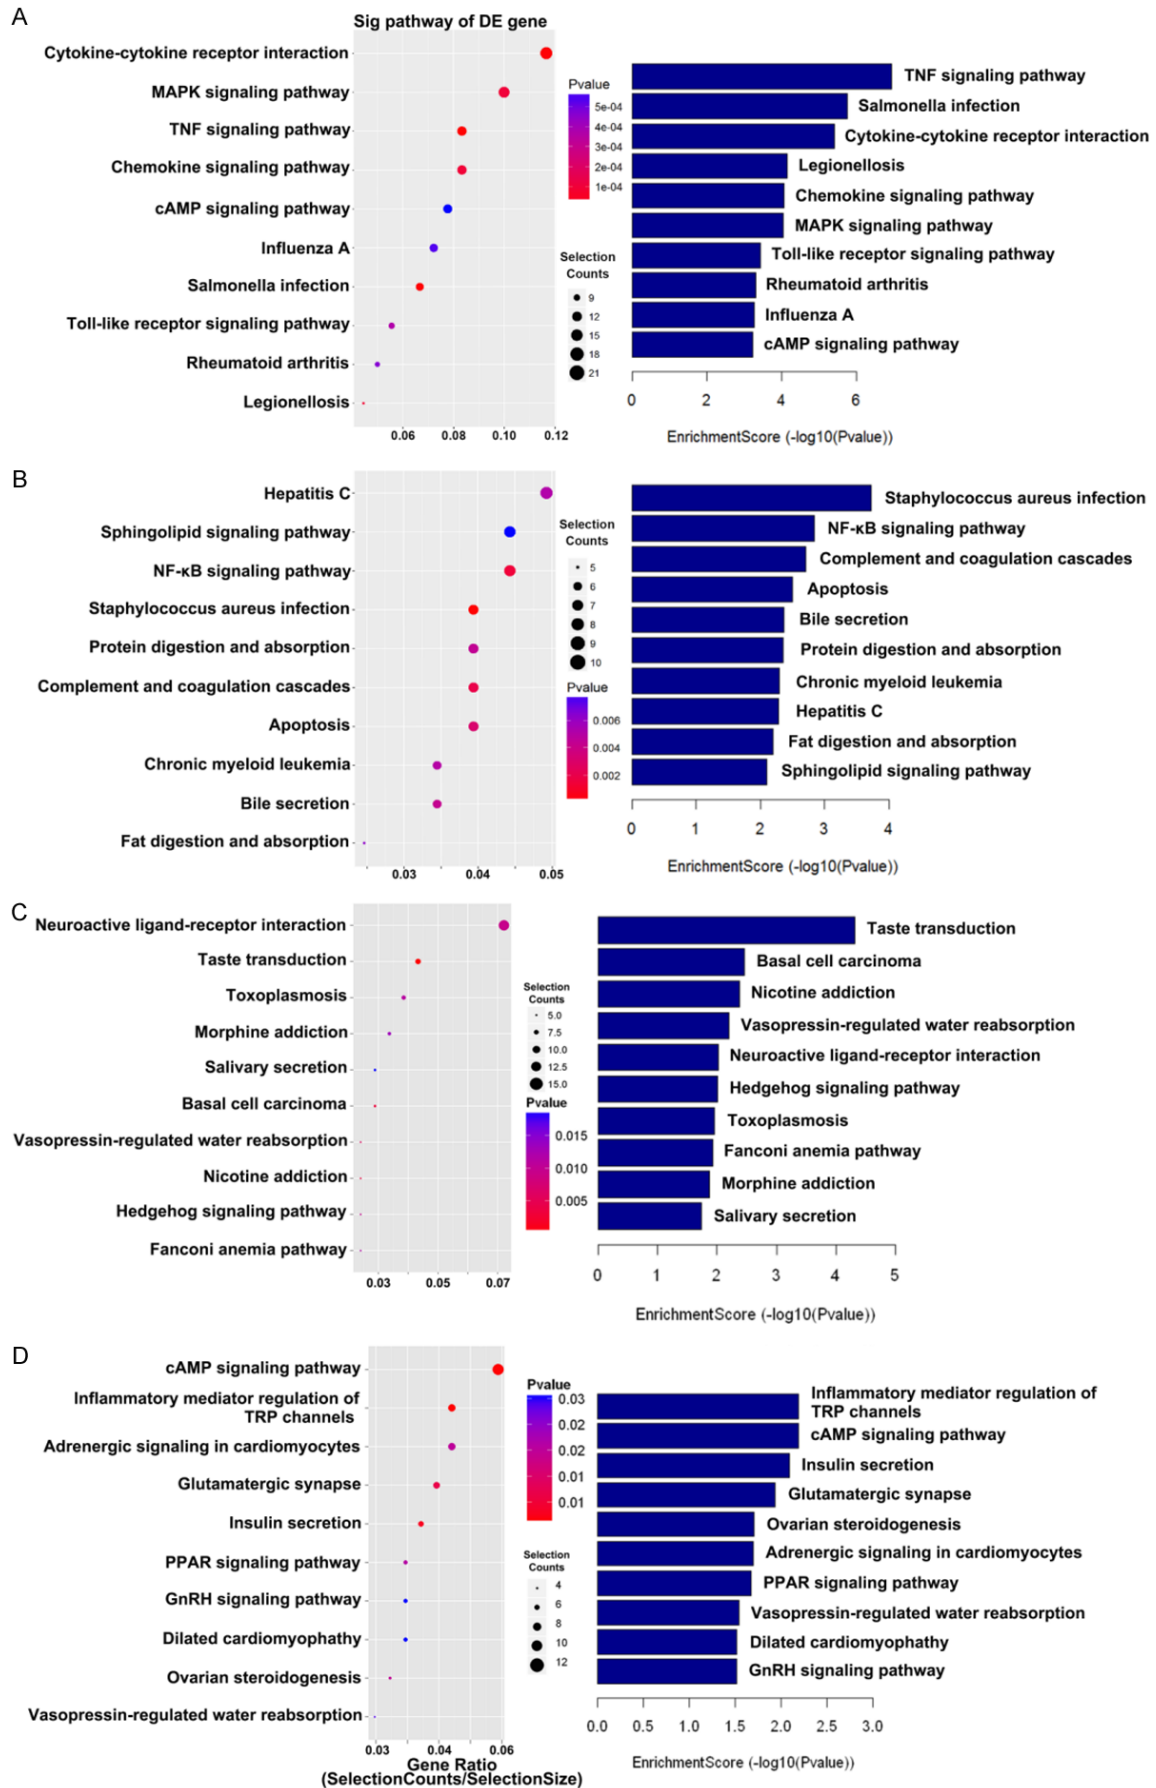 A
Sig pathway of DE gene
Cytokine-cytokine receptor interaction
MAPK signaling pathway
TNF signaling pathway
Chemokine signaling pathway
cAMP signaling pathway
Influenza A
Salmonella infection
Toll-like receptor signaling pathway
Rheumatoid arthritis
Legionellosis
0.06 0.08 0.10 0.12
Pvalue
5e-04
4e-04
3e-04
2e-04
1e-04
Selection
Counts
9
12
15
18
21
TNF signaling pathway
Salmonella infection
Cytokine-cytokine receptor interaction
Legionellosis
Chemokine signaling pathway
MAPK signaling pathway
Toll-like receptor signaling pathway
Rheumatoid arthritis
Influenza A
cAMP signaling pathway
0 2 4 6
EnrichmentScore (-log10(Pvalue))
B
Hepatitis C
Sphingolipid signaling pathway
NF-κB signaling pathway
Staphylococcus aureus infection
Protein digestion and absorption
Complement and coagulation cascades
Apoptosis
Chronic myeloid leukemia
Bile secretion
Fat digestion and absorption
0.03 0.04 0.05
Selection
Counts
5
6
7
8
9
10
Pvalue
0.006
0.004
0.002
Staphylococcus aureus infection
NF-κB signaling pathway
Complement and coagulation cascades
Apoptosis
Bile secretion
Protein digestion and absorption
Chronic myeloid leukemia
Hepatitis C
Fat digestion and absorption
Sphingolipid signaling pathway
0 1 2 3 4
EnrichmentScore (-log10(Pvalue))
C
Neuroactive ligand-receptor interaction
Taste transduction
Toxoplasmosis
Morphine addiction
Salivary secretion
Basal cell carcinoma
Vasopressin-regulated water reabsorption
Nicotine addiction
Hedgehog signaling pathway
Fanconi anemia pathway
0.03 0.05 0.07
Selection
Counts
5.0
7.5
10.0
12.5
15.0
Pvalue
0.015
0.010
0.005
Taste transduction
Basal cell carcinoma
Nicotine addiction
Vasopressin-regulated water reabsorption
Neuroactive ligand-receptor interaction
Hedgehog signaling pathway
Toxoplasmosis
Fanconi anemia pathway
Morphine addiction
Salivary secretion
0 1 2 3 4 5
EnrichmentScore (-log10(Pvalue))
D
cAMP signaling pathway
Inflammatory mediator regulation of
TRP channels
Adrenergic signaling in cardiomyocytes
Glutamatergic synapse
Insulin secretion
PPAR signaling pathway
GnRH signaling pathway
Dilated cardiomyophathy
Ovarian steroidogenesis
Vasopressin-regulated water reabsorption
0.03 0.04 0.06
Gene Ratio
(SelectionCounts/SelectionSize)
Pvalue
0.03
0.02
0.02
0.01
0.01
Selection
Counts
4
6
8
10
12
Inflammatory mediator regulation of
TRP channels
cAMP signaling pathway
Insulin secretion
Glutamatergic synapse
Ovarian steroidogenesis
Adrenergic signaling in cardiomyocytes
PPAR signaling pathway
Vasopressin-regulated water reabsorption
Dilated cardiomyophathy
GnRH signaling pathway
0.0 0.5 1.0 1.5 2.0 2.5 3.0
EnrichmentScore (-log10(Pvalue))